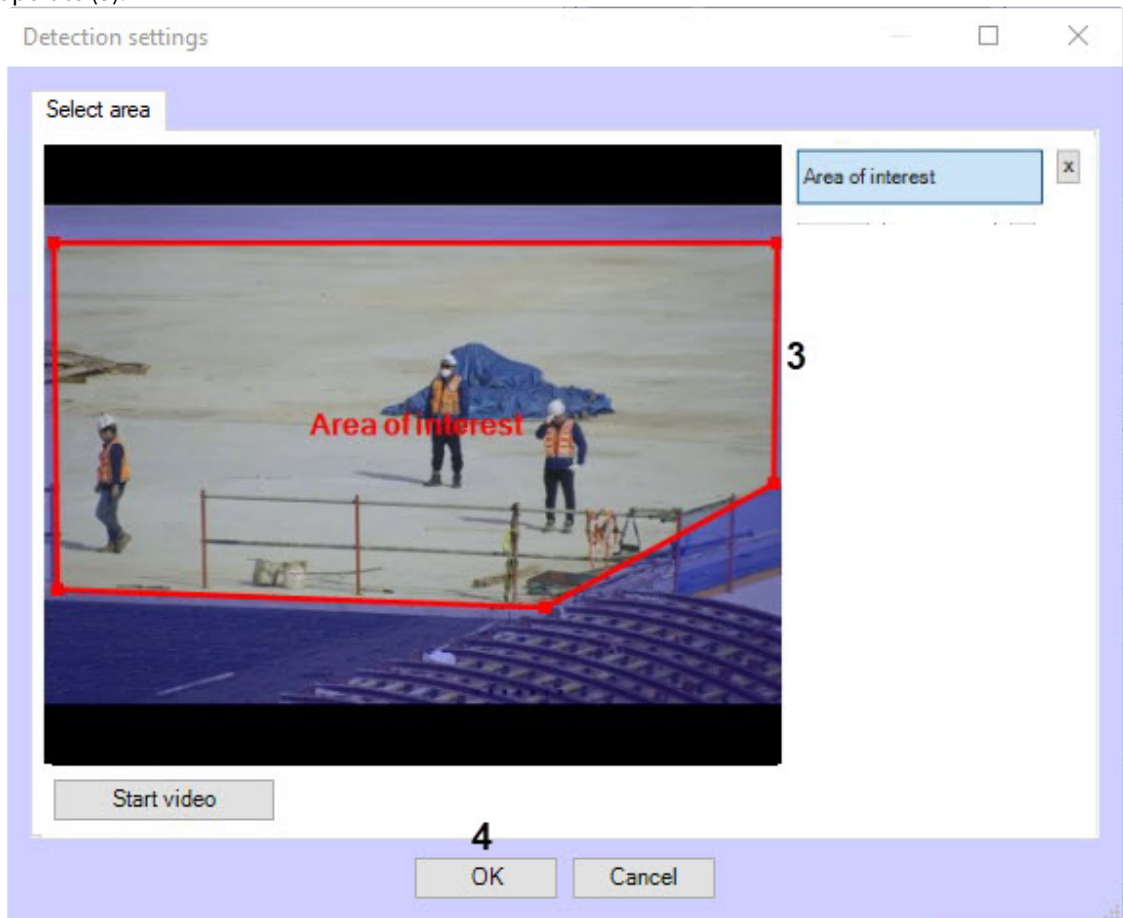 Detection settings
Select area
Area of interest
x
3
Area of interest
Start video
4
OK
Cancel